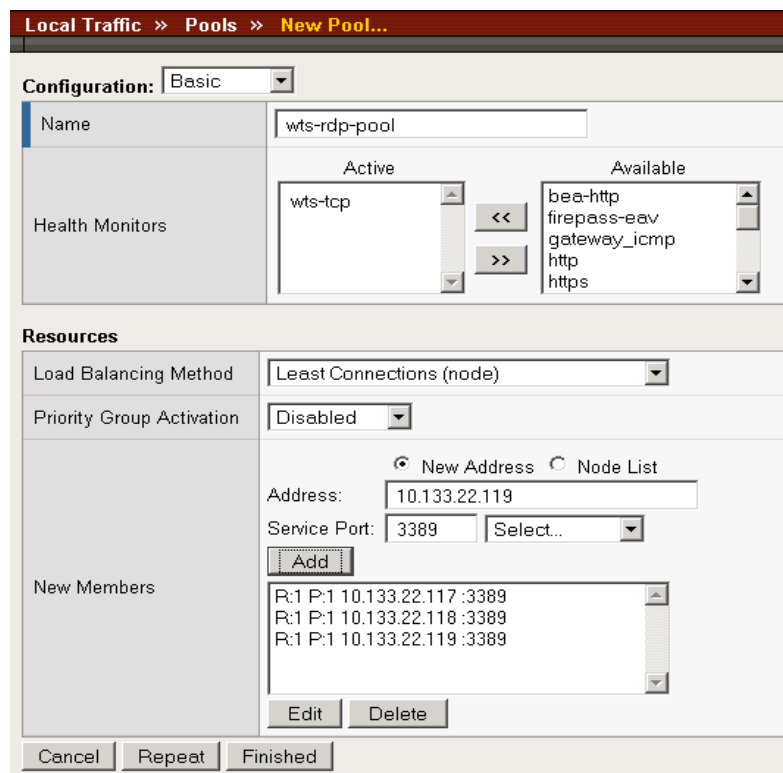 Local Traffic » Pools » New Pool...
Configuration: Basic
Name
wts-rdp-pool
Active
Available
Health Monitors
wts-tcp
<<
>>
bea-http
firepass-eav
gateway_icmp
http
https
Resources
Load Balancing Method
Least Connections (node)
Priority Group Activation
Disabled
New Members
New Address
Node List
Address: 10.133.22.119
Service Port: 3389 Select...
Add
R:1 P:1 10.133.22.117 :3389
R:1 P:1 10.133.22.118 :3389
R:1 P:1 10.133.22.119 :3389
Edit Delete
Cancel Repeat Finished